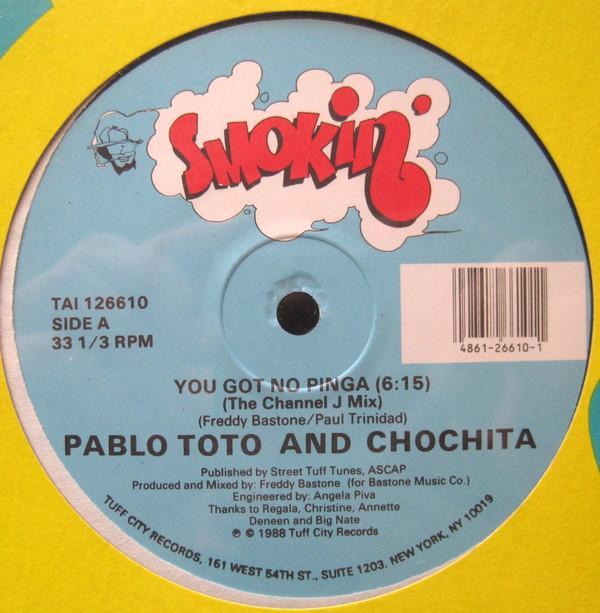 SMOKIN'
TAI 126610
SIDE A
33 1/3 RPM
4861-26610-1
YOU GOT NO PINGA (6:15)
(The Channel J Mix)
(Freddy Bastone/Paul Trinidad)
PABLO TOTO AND CHOCHITA
Published by Street Tuff Tunes, ASCAP
Produced and Mixed by: Freddy Bastone (for Bastone Music Co.)
Engineered by: Angela Piva
Thanks to Regala, Christine, Annette
Deneen and Big Nate
℗ © 1988 Tuff City Records
TUFF CITY RECORDS, 161 WEST 54TH ST., SUITE 1203, NEW YORK, NY 10019